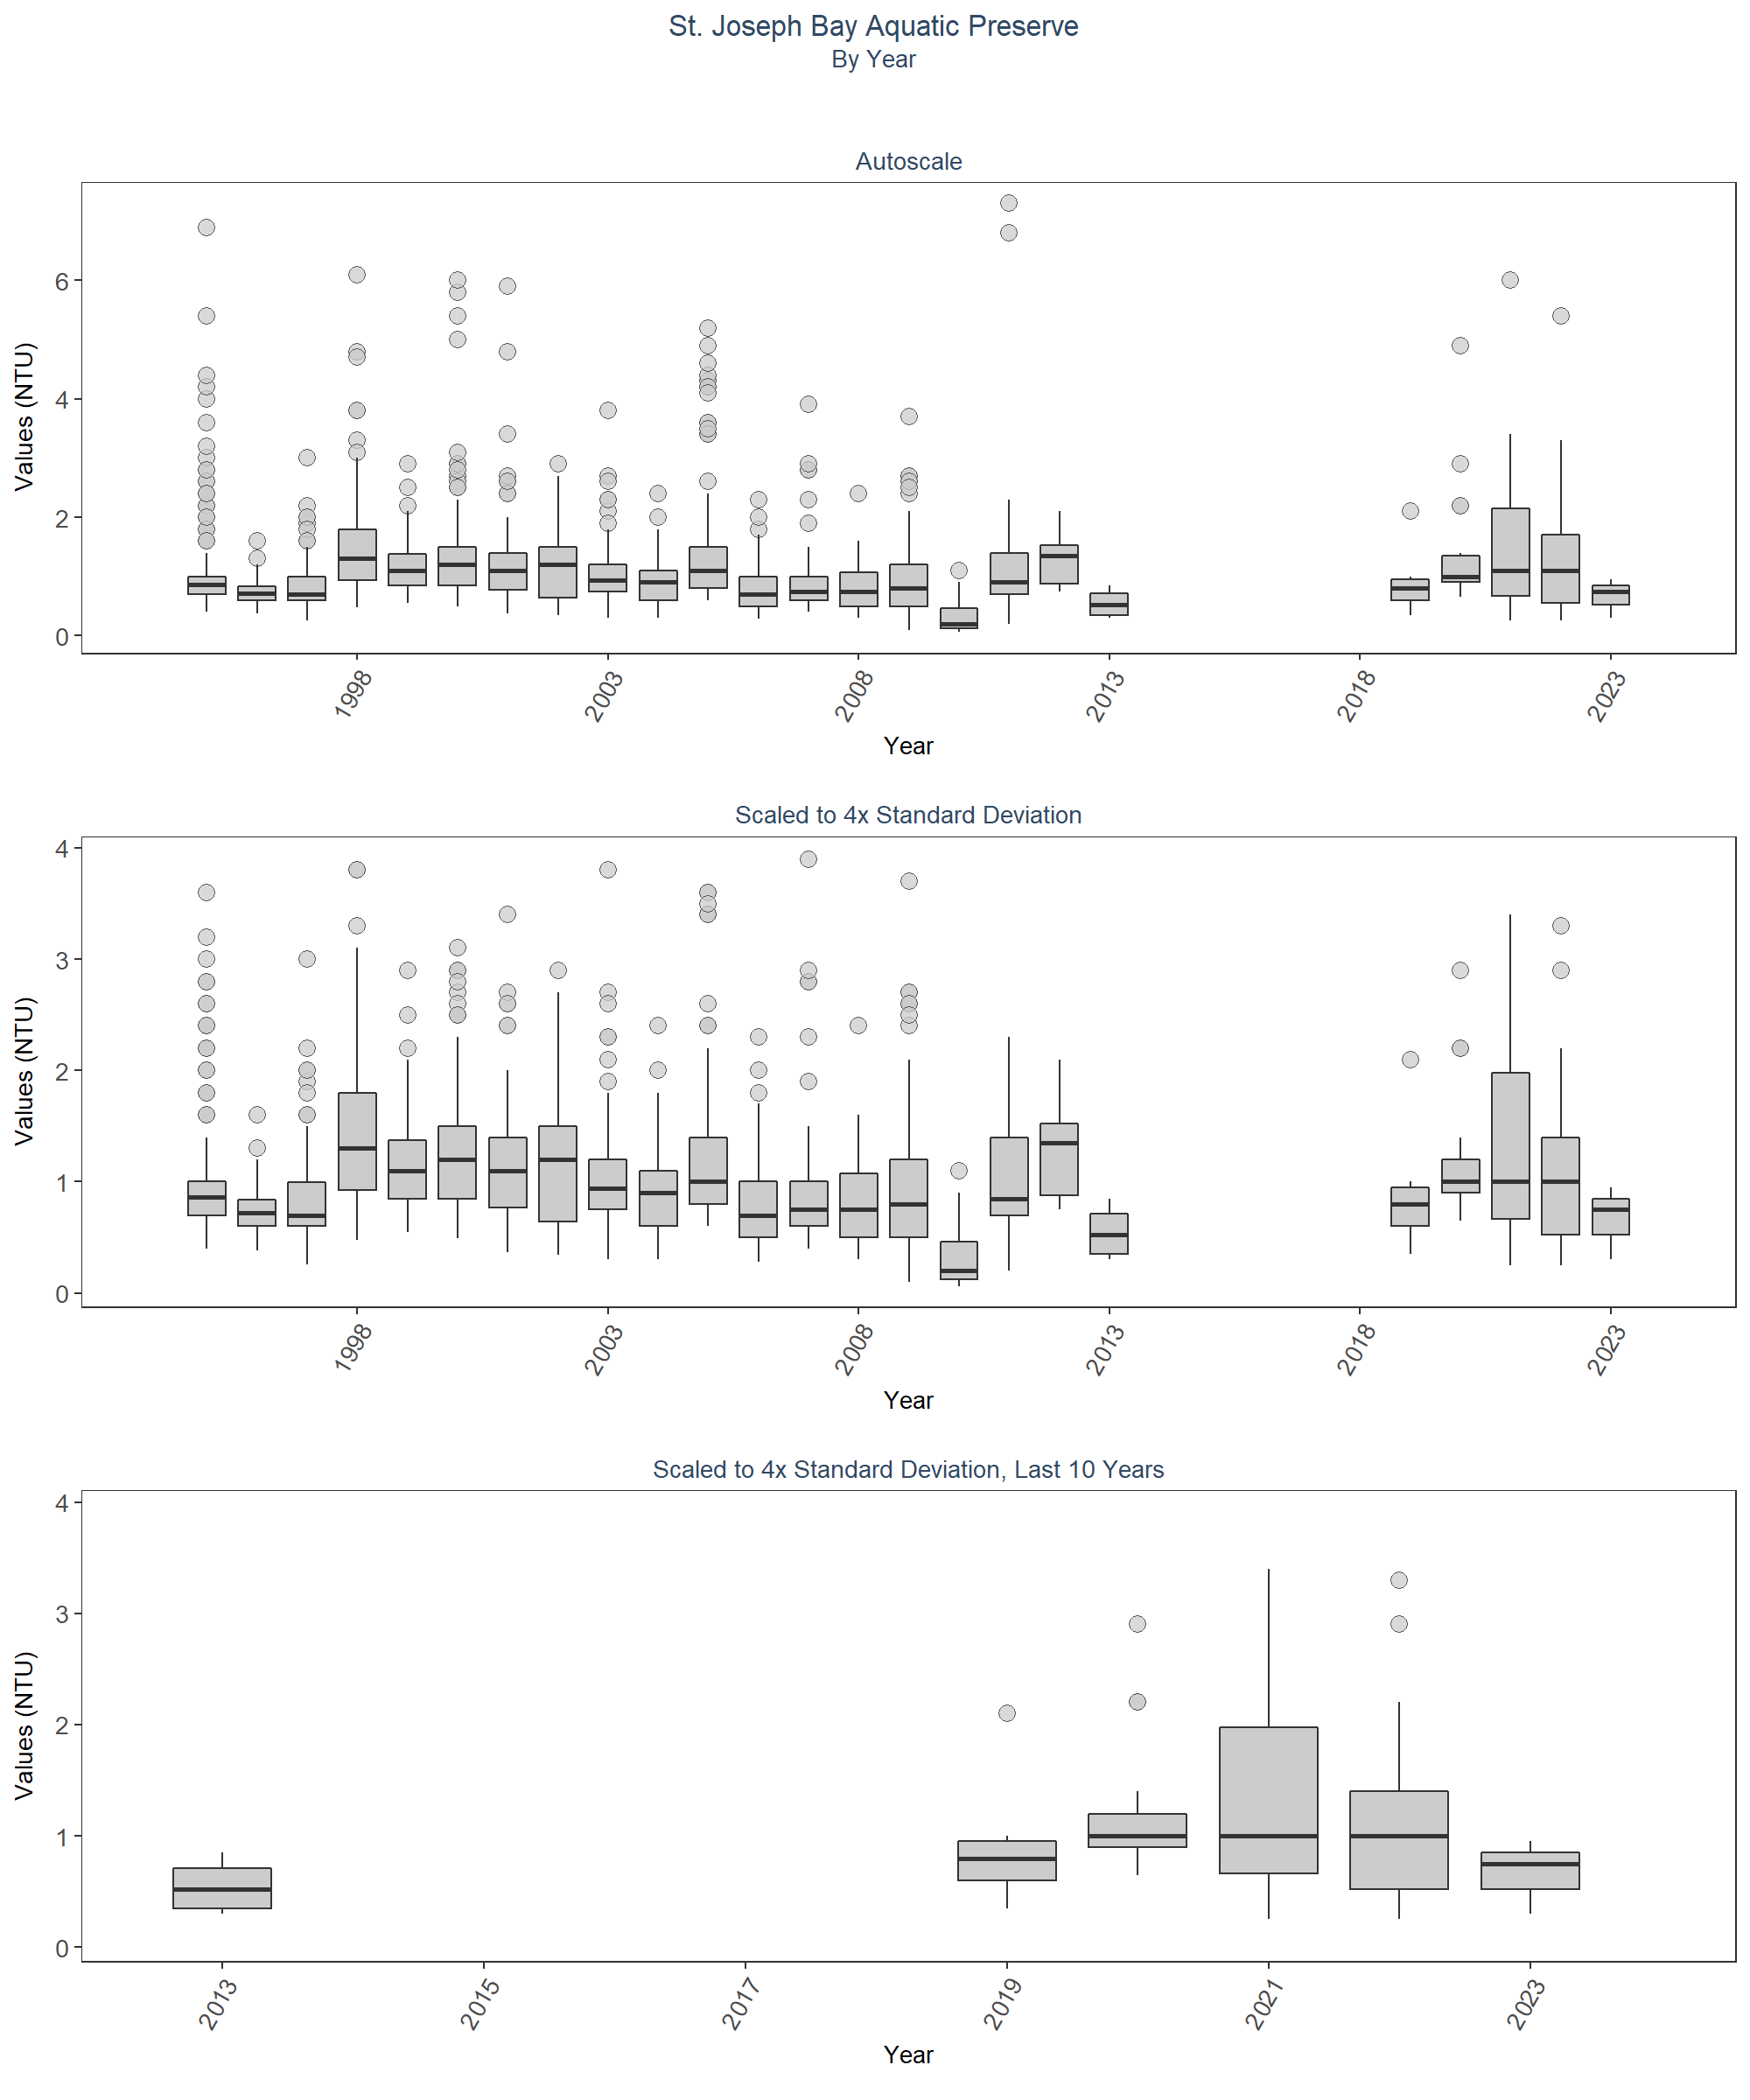 St. Joseph Bay Aquatic Preserve
By Year
Autoscale
Values (NTU)
6
4
2
0
1998 2003 2008 2013 2018 2023
Year
Scaled to 4x Standard Deviation
Values (NTU)
4
3
2
1
0
1998 2003 2008 2013 2018 2023
Year
Scaled to 4x Standard Deviation, Last 10 Years
Values (NTU)
4
3
2
1
0
2013 2015 2017 2019 2021 2023
Year